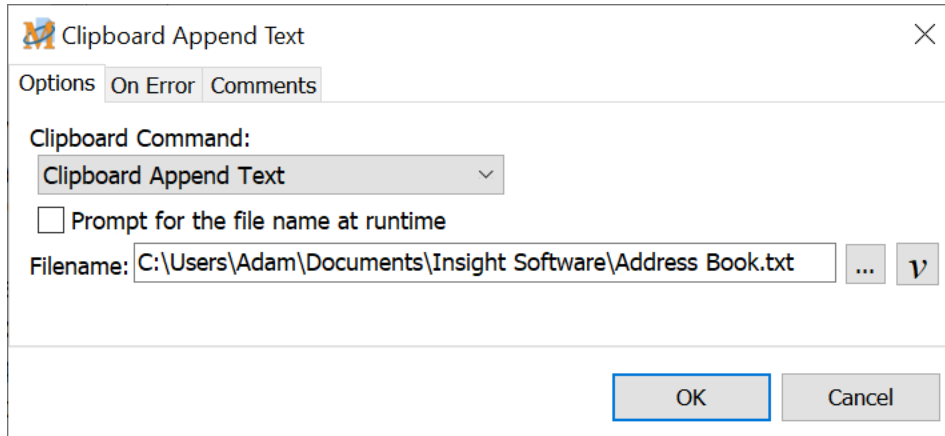 Clipboard Append Text
Options On Error Comments
Clipboard Command:
Clipboard Append Text
Prompt for the file name at runtime
Filename: C:\Users\Adam\Documents\Insight Software\Address Book.txt ... v
OK Cancel